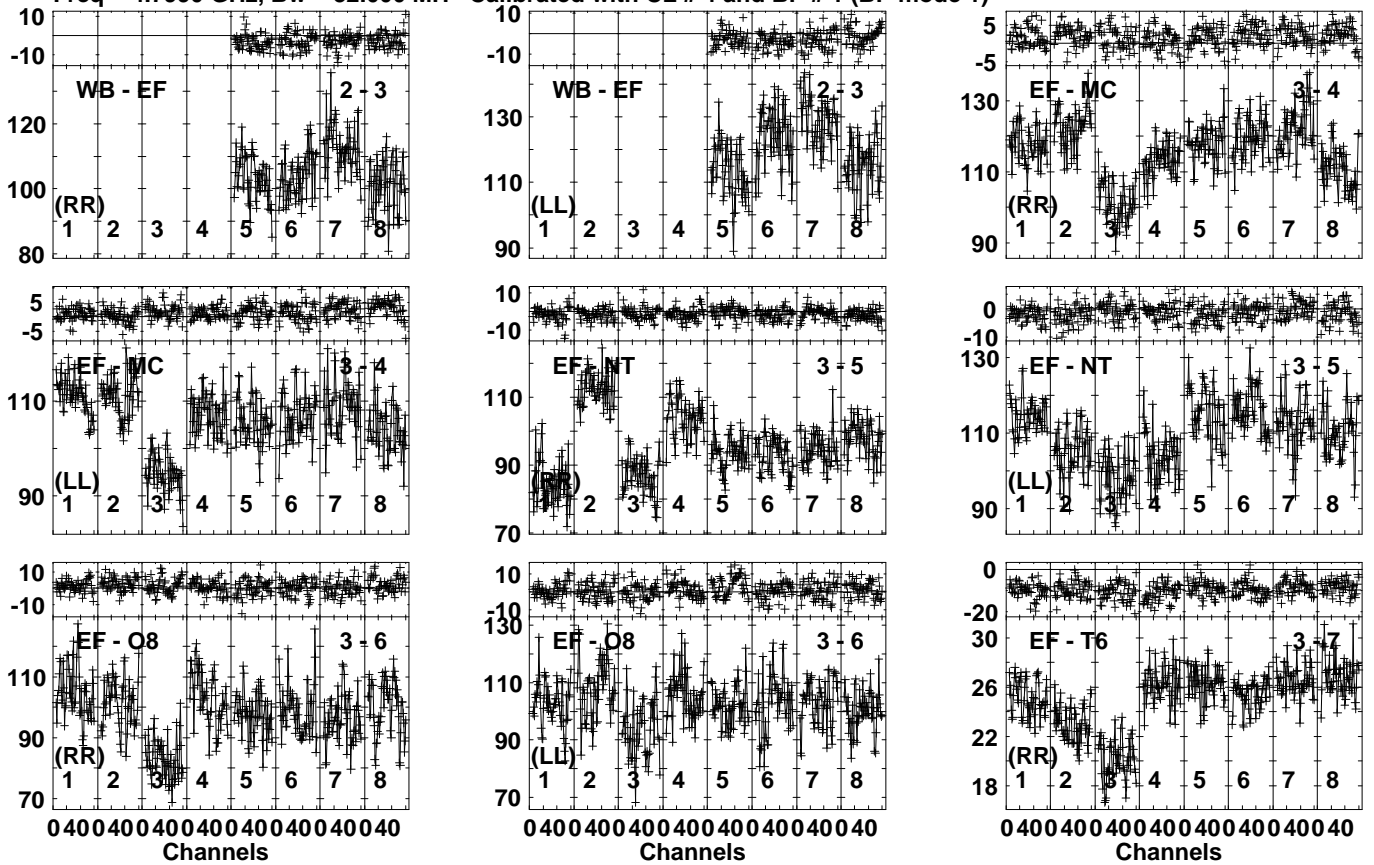 10
-10
WB - EF 2 - 3
120
100
80
(RR)
1 2 3 4 5 6 7 8
10
-10
WB - EF 2 - 3
130
110
90
(LL)
1 2 3 4 5 6 7 8
5
-5
EF - MC 3 - 4
130
110
90
(RR)
1 2 3 4 5 6 7 8
5
-5
EF - MC 3 - 4
110
90
(LL)
1 2 3 4 5 6 7 8
10
-10
EF - NT 3 - 5
110
90
70
(RR)
1 2 3 4 5 6 7 8
0
-10
EF - NT 3 - 5
130
110
90
(LL)
1 2 3 4 5 6 7 8
10
-10
EF - O8 3 - 6
110
90
70
(RR)
1 2 3 4 5 6 7 8
0 40 0 40 0 40 0 40 0 40 0 40 0 40 0 40
Channels
10
-10
EF - O8 3 - 6
130
110
90
70
(LL)
1 2 3 4 5 6 7 8
0 40 0 40 0 40 0 40 0 40 0 40 0 40 0 40
Channels
0
-20
EF - T6 3 - 7
30
26
22
18
(RR)
1 2 3 4 5 6 7 8
0 40 0 40 0 40 0 40 0 40 0 40 0 40 0 40
Channels